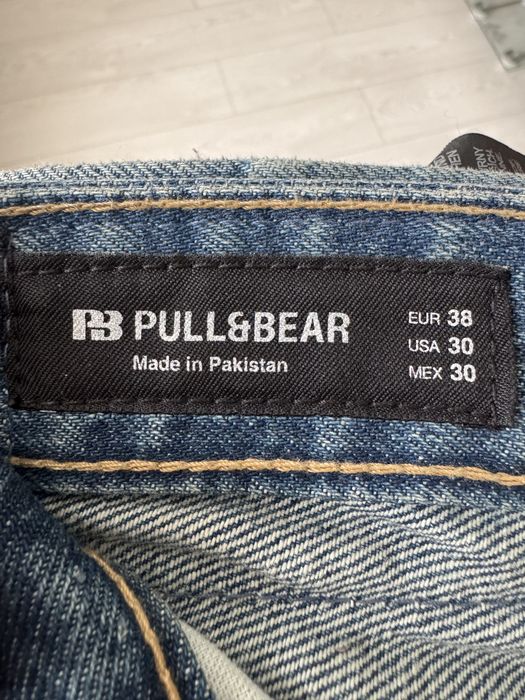 PB PULL&BEAR
Made in Pakistan
EUR 38
USA 30
MEX 30